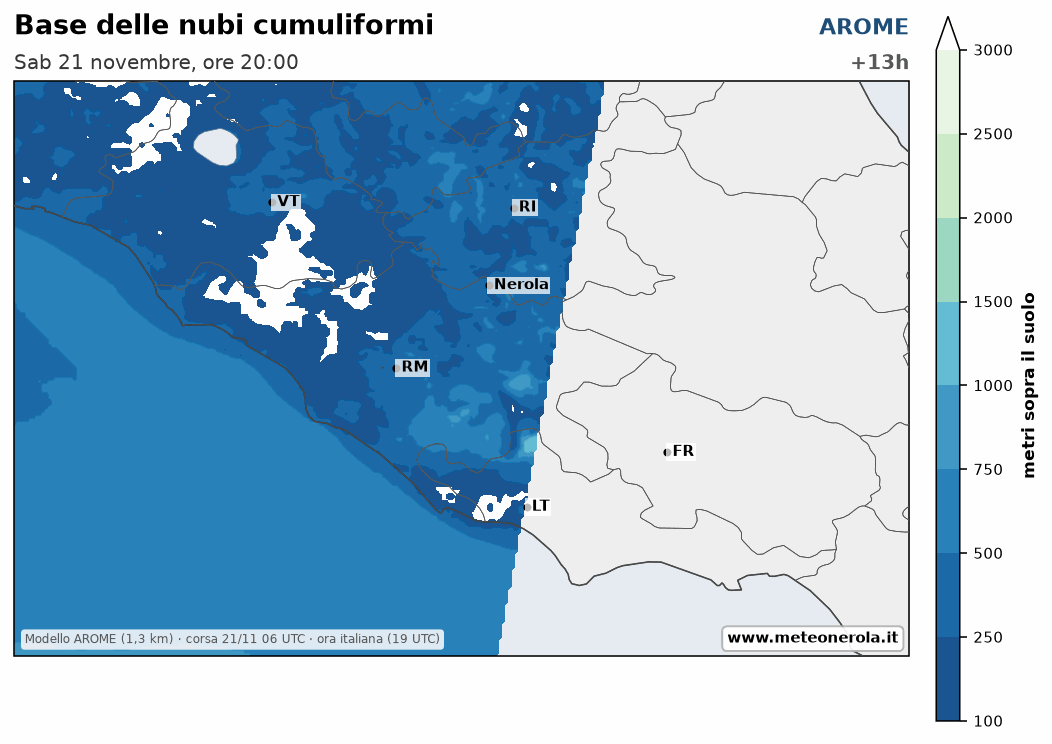 Base delle nubi cumuliformi
AROME
Sab 21 novembre, ore 20:00
+13h
VT
RI
Nerola
RM
FR
LT
Modello AROME (1,3 km) · corsa 21/11 06 UTC · ora italiana (19 UTC)
www.meteonerola.it
3000
2500
2000
1500
1000
750
500
250
100
metri sopra il suolo